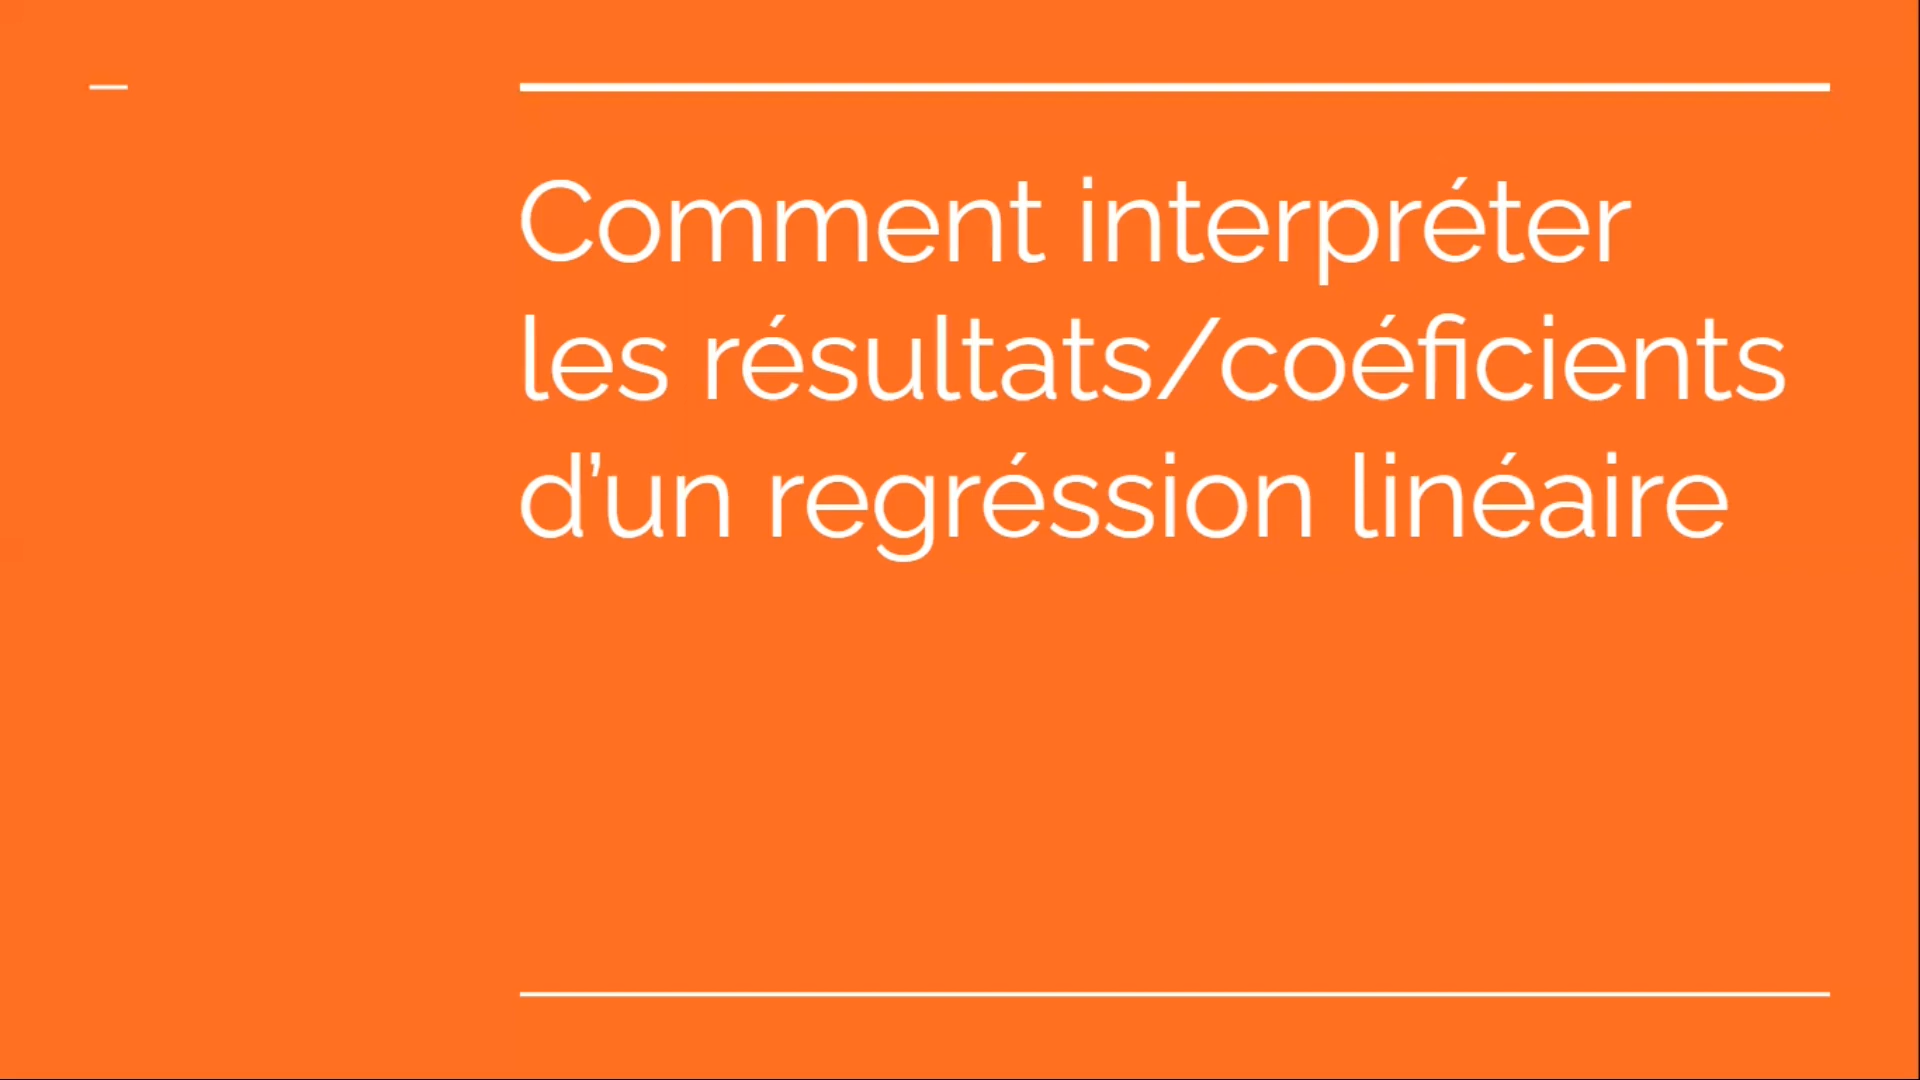 Comment interpréter
les résultats/coéficients
d’un regréssion linéaire